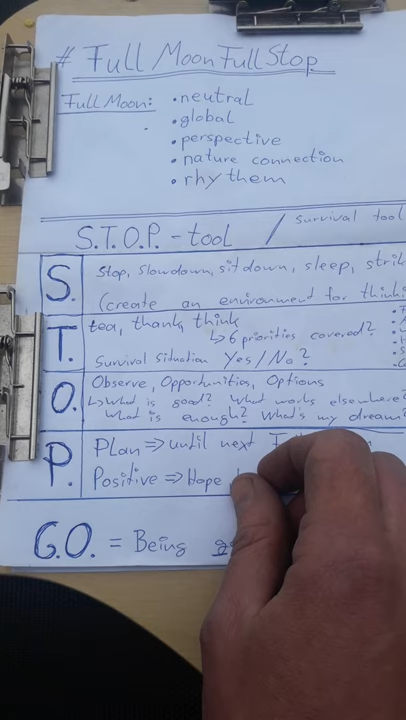 # Full Moon Full Stop
Full Moon: • neutral
• global
• perspective
• nature connection
• rhythem
S.T.O.P. - tool / survival tool
S. Stop, Slowdown, sit down, sleep,
(create an environment for
T. tea, thank, think
↳ 6 priorities covered?
Survival situation Yes/No?
O. Observe, Opportunities, Options
↳ What is good? What works elsewhere?
What is enough? What's my dream?
P. Plan ⇒ until next
Positive ⇒ Hope
G.O. = Being